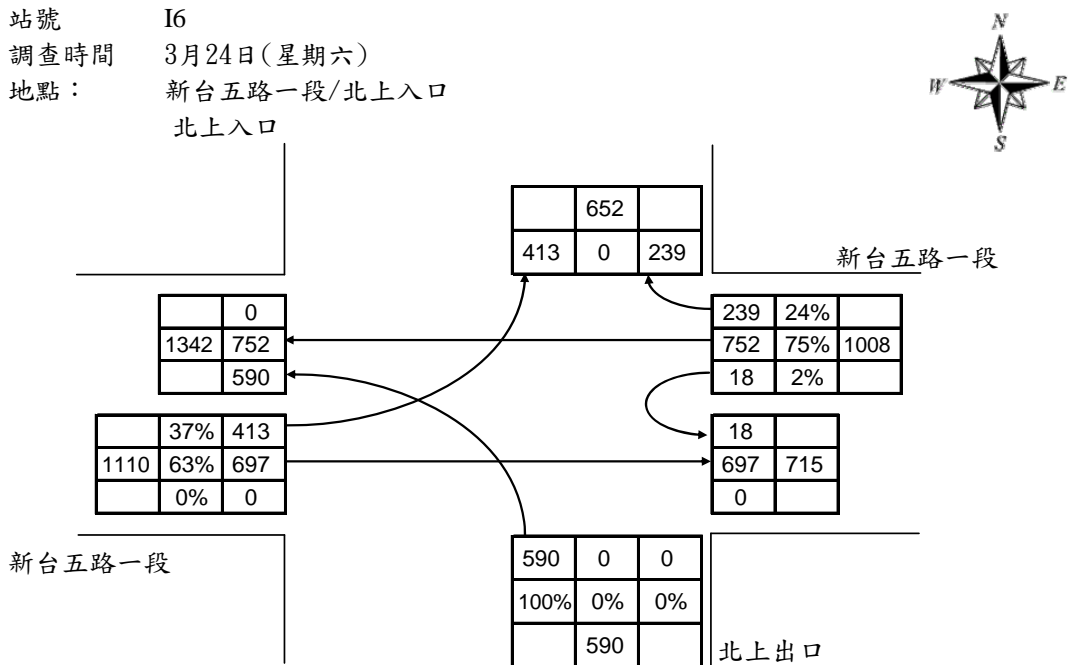 站號 I6
調查時間 3月24日(星期六)
地點： 新台五路一段/北上入口
北上入口
N
W E
S
652
413 0 239
新台五路一段
0
1342 752
590
239 24%
752 75% 1008
18 2%
37% 413
1110 63% 697
0% 0
18
697 715
0
新台五路一段
590 0 0
100% 0% 0%
590
北上出口